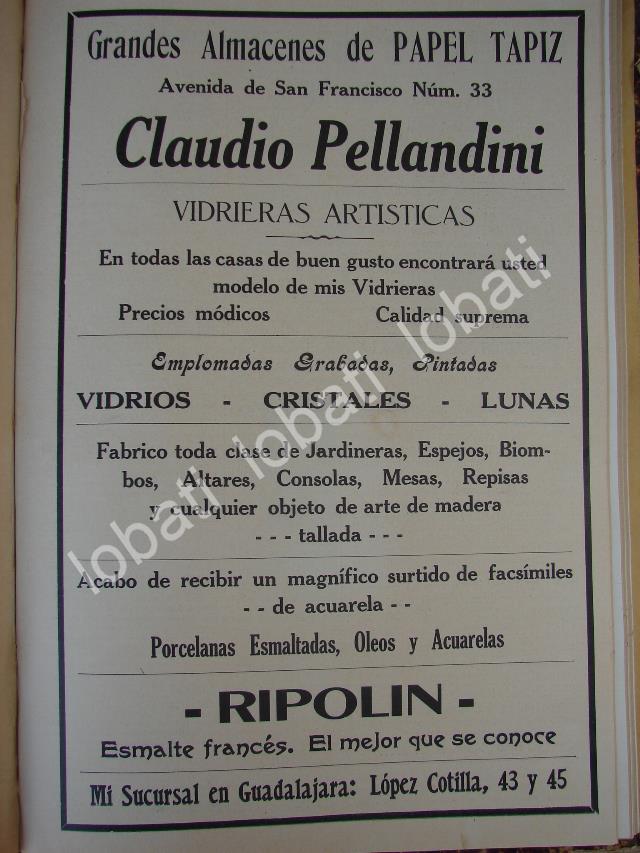 Grandes Almacenes de PAPEL TAPIZ
Avenida de San Francisco Núm. 33
Claudio Pellandini
VIDRIERAS ARTISTICAS
En todas las casas de buen gusto encontrará usted
modelo de mis Vidrieras
Precios módicos Calidad suprema
Emplomadas Grabadas, Pintadas
VIDRIOS - CRISTALES - LUNAS
Fabrico toda clase de Jardineras, Espejos, Biom-
bos, Altares, Consolas, Mesas, Repisas
y cualquier objeto de arte de madera
- - - tallada - - -
Acabo de recibir un magnífico surtido de facsímiles
- - de acuarela - -
Porcelanas Esmaltadas, Oleos y Acuarelas
- RIPOLIN -
Esmalte francés. El mejor que se conoce
Mi Sucursal en Guadalajara: López Cotilla, 43 y 45
lobati lobati lobati lobati